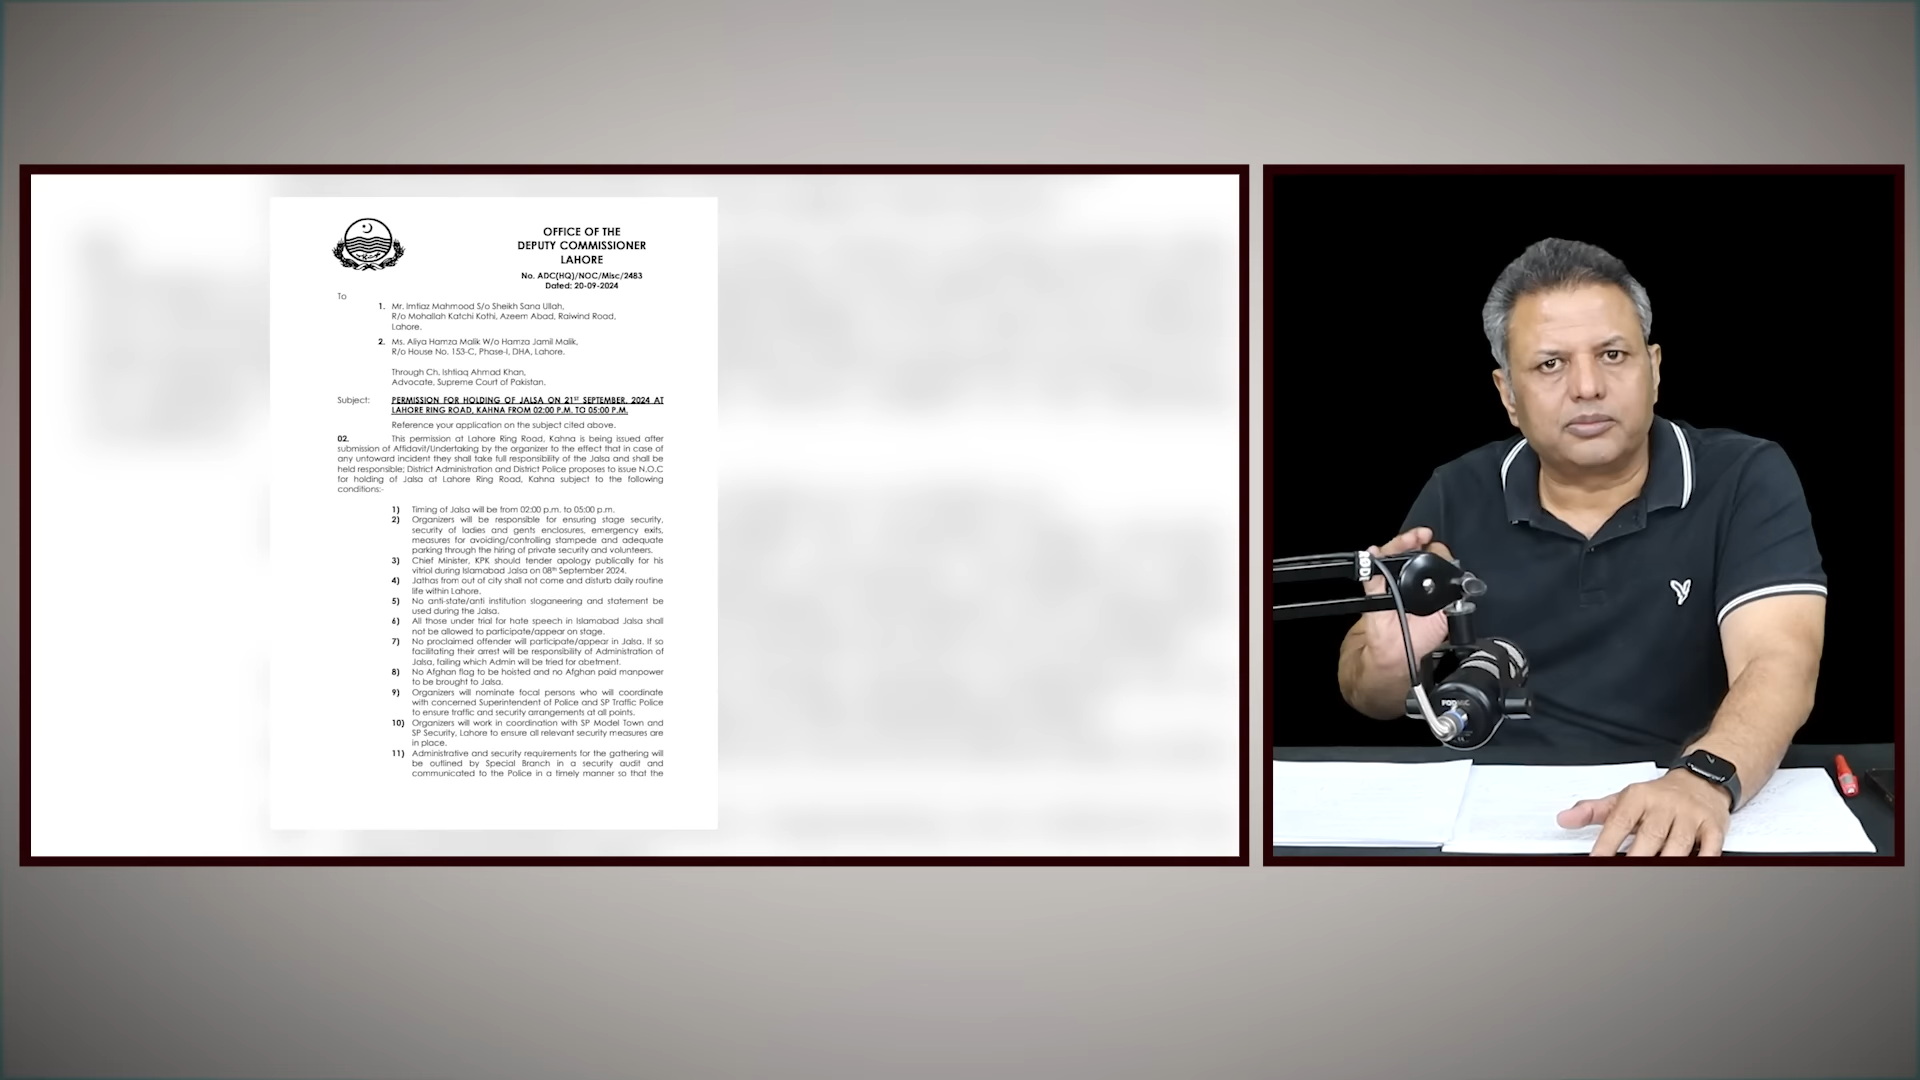 OFFICE OF THE
DEPUTY COMMISSIONER
LAHORE
No. ADC(HQ)/NOC/Misc/2483
Dated: 20-09-2024
To
1. Mr. Imtiaz Mahmood S/o Sheikh Sana Ullah,
R/o Mohallah Katchi Kothi, Azeem Abad, Raiwind Road,
Lahore.
2. Ms. Aliya Hamza Malik W/o Hamza Jamil Malik,
R/o House No. 153-C, Phase-I, DHA, Lahore.
Through Ch. Ishtiaq Ahmad Khan,
Advocate, Supreme Court of Pakistan.
Subject: PERMISSION FOR HOLDING OF JALSA ON 21ST SEPTEMBER, 2024 AT
LAHORE RING ROAD, KAHNA FROM 02:00 P.M. TO 05:00 P.M.
Reference your application on the subject cited above.
02. This permission at Lahore Ring Road, Kahna is being issued after
submission of Affidavit/Undertaking by the organizer to the effect that in case of
any untoward incident they shall take full responsibility of the Jalsa and shall be
held responsible; District Administration and District Police proposes to issue N.O.C
for holding of Jalsa at Lahore Ring Road, Kahna subject to the following
conditions:-
1) Timing of Jalsa will be from 02:00 p.m. to 05:00 p.m.
2) Organizers will be responsible for ensuring stage security,
security of ladies and gents enclosures, emergency exits,
measures for avoiding/controlling stampede and adequate
parking through the hiring of private security and volunteers.
3) Chief Minister, KPK should tender apology publically for his
vitriol during Islamabad Jalsa on 08th September 2024.
4) Jathas from out of city shall not come and disturb daily routine
life within Lahore.
5) No anti-state/anti institution sloganeering and statement be
used during the Jalsa.
6) All those under trial for hate speech in Islamabad Jalsa shall
not be allowed to participate/appear on stage.
7) No proclaimed offender will participate/appear in Jalsa. If so
facilitating their arrest will be responsibility of Administration of
Jalsa, failing which Admin will be tried for abetment.
8) No Afghan flag to be hoisted and no Afghan paid manpower
to be brought to Jalsa.
9) Organizers will nominate focal persons who will coordinate
with concerned Superintendent of Police and SP Traffic Police
to ensure traffic and security arrangements at all points.
10) Organizers will work in coordination with SP Model Town and
SP Security, Lahore to ensure all relevant security measures are
in place.
11) Administrative and security requirements for the gathering will
be outlined by Special Branch in a security audit and
communicated to the Police in a timely manner so that the